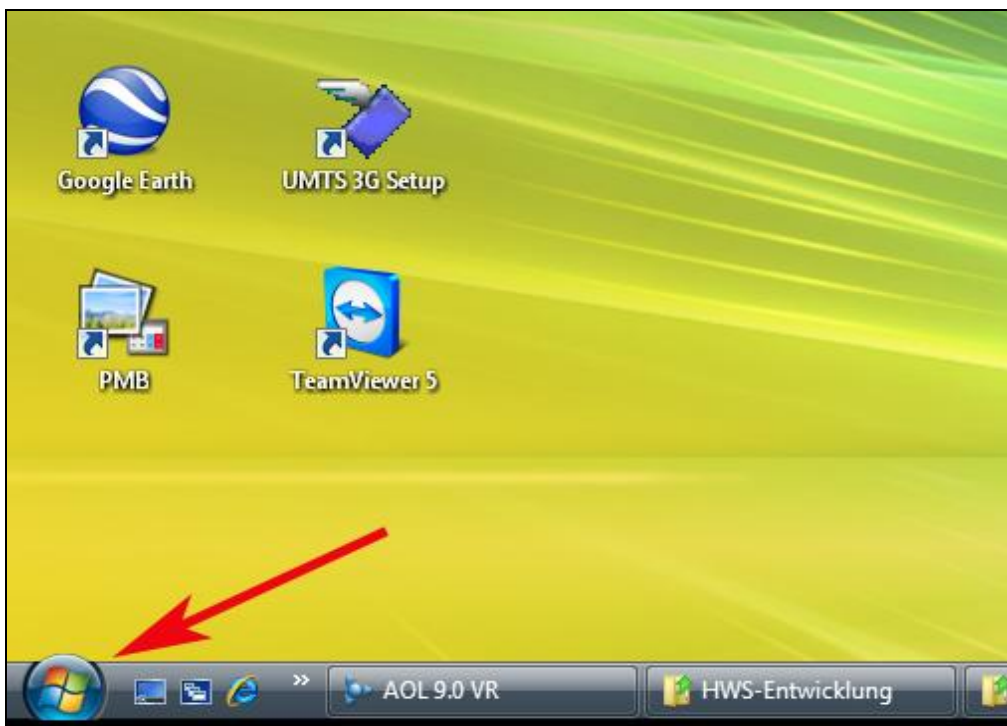 Google Earth
UMTS 3G Setup
PMB
TeamViewer 5
»
AOL 9.0 VR
HWS-Entwicklung